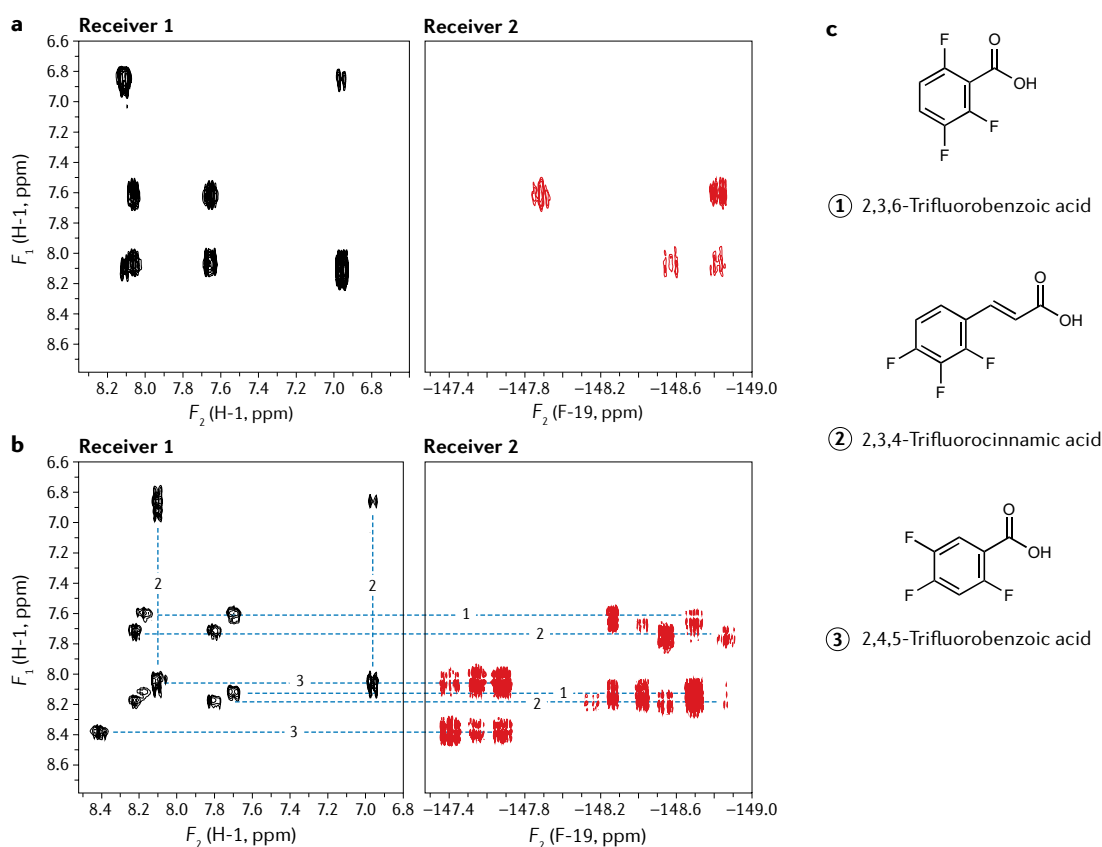 a
Receiver 1
Receiver 2
c
6.6
6.8
7.0
7.2
7.4
7.6
7.8
8.0
8.2
8.4
8.6
F1 (H-1, ppm)
8.2 8.0 7.8 7.6 7.4 7.2 7.0 6.8
F2 (H-1, ppm)
−147.4 −147.8 −148.2 −148.6 −149.0
F2 (F-19, ppm)
F
O
OH
F
F
1 2,3,6-Trifluorobenzoic acid
O
OH
F
F
F
2 2,3,4-Trifluorocinnamic acid
O
F
OH
F
F
3 2,4,5-Trifluorobenzoic acid
b
Receiver 1
Receiver 2
6.6
6.8
7.0
7.2
7.4
7.6
7.8
8.0
8.2
8.4
8.6
F1 (H-1, ppm)
2
2
1
2
3
1
2
3
8.4 8.2 8.0 7.8 7.6 7.4 7.2 7.0 6.8
F2 (H-1, ppm)
−147.4 −147.8 −148.2 −148.6 −149.0
F2 (F-19, ppm)